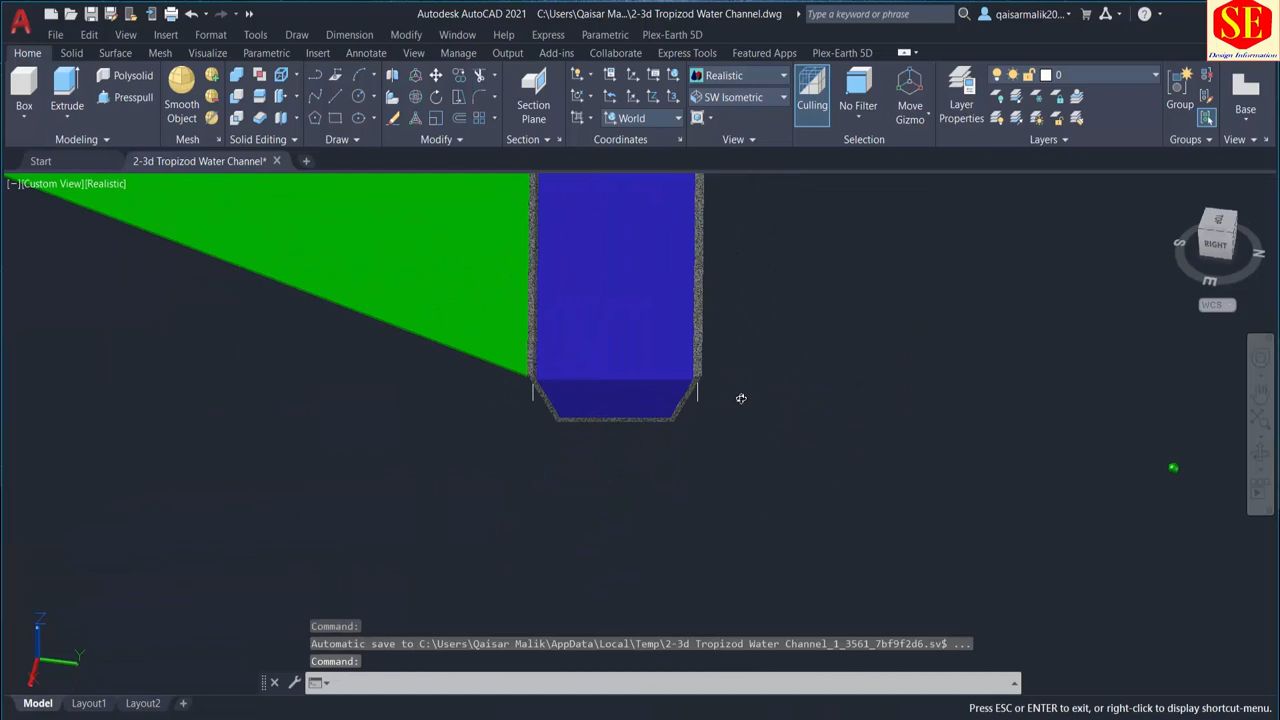 Autodesk AutoCAD 2021 C:\Users\Qaisar Ma...\2-3d Tropizod Water Channel.dwg Type a keyword or phrase qaisarmalik20...
SE
Design Information
File Edit View Insert Format Tools Draw Dimension Modify Window Help Express Parametric Plex-Earth 5D
Home Solid Surface Mesh Visualize Parametric Insert Annotate View Manage Output Add-ins Collaborate Express Tools Featured Apps Plex-Earth 5D
Box Extrude Polysolid Presspull Smooth Object Section Plane World Realistic SW Isometric Culling No Filter Move Gizmo Layer Properties 0 Group Base
Modeling Mesh Solid Editing Draw Modify Section Coordinates View Selection Layers Groups View
Start 2-3d Tropizod Water Channel*
[−][Custom View][Realistic]
TOP
RIGHT
S N
E
WCS
Z
Y
Command:
Automatic save to C:\Users\Qaisar Malik\AppData\Local\Temp\2-3d Tropizod Water Channel_1_3561_7bf9f2d6.sv$ ...
Command:
Model Layout1 Layout2 +
Press ESC or ENTER to exit, or right-click to display shortcut-menu.